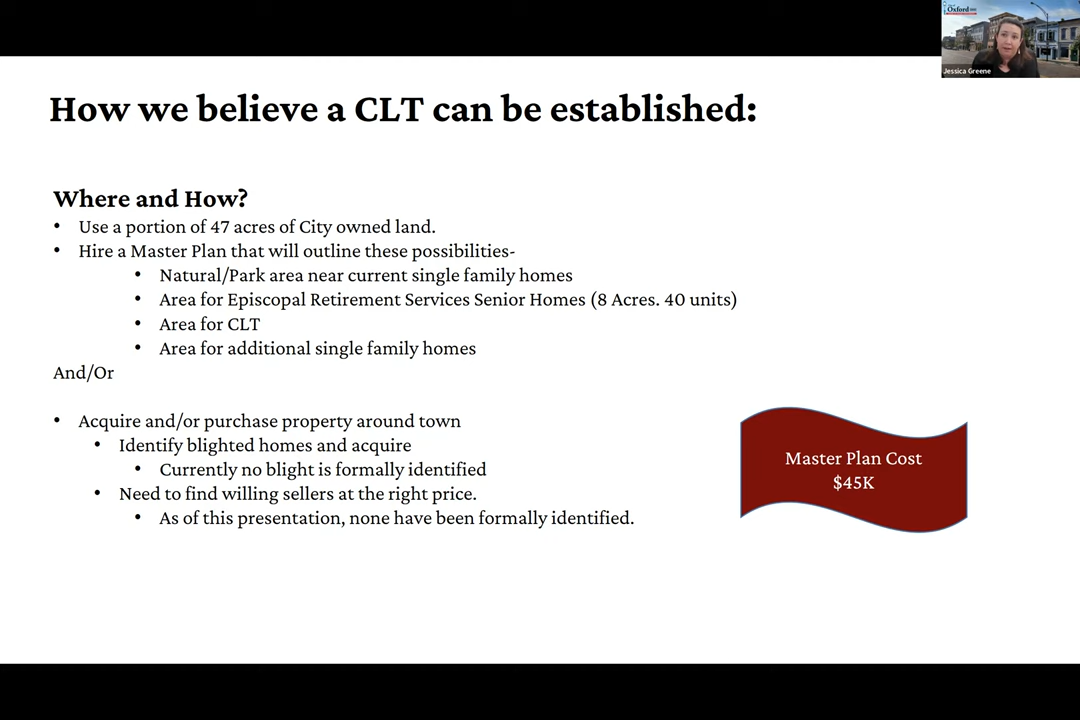 Oxford
Jessica Greene
How we believe a CLT can be established:
Where and How?
• Use a portion of 47 acres of City owned land.
• Hire a Master Plan that will outline these possibilities-
• Natural/Park area near current single family homes
• Area for Episcopal Retirement Services Senior Homes (8 Acres. 40 units)
• Area for CLT
• Area for additional single family homes
And/Or
• Acquire and/or purchase property around town
• Identify blighted homes and acquire
• Currently no blight is formally identified
• Need to find willing sellers at the right price.
• As of this presentation, none have been formally identified.
Master Plan Cost
$45K